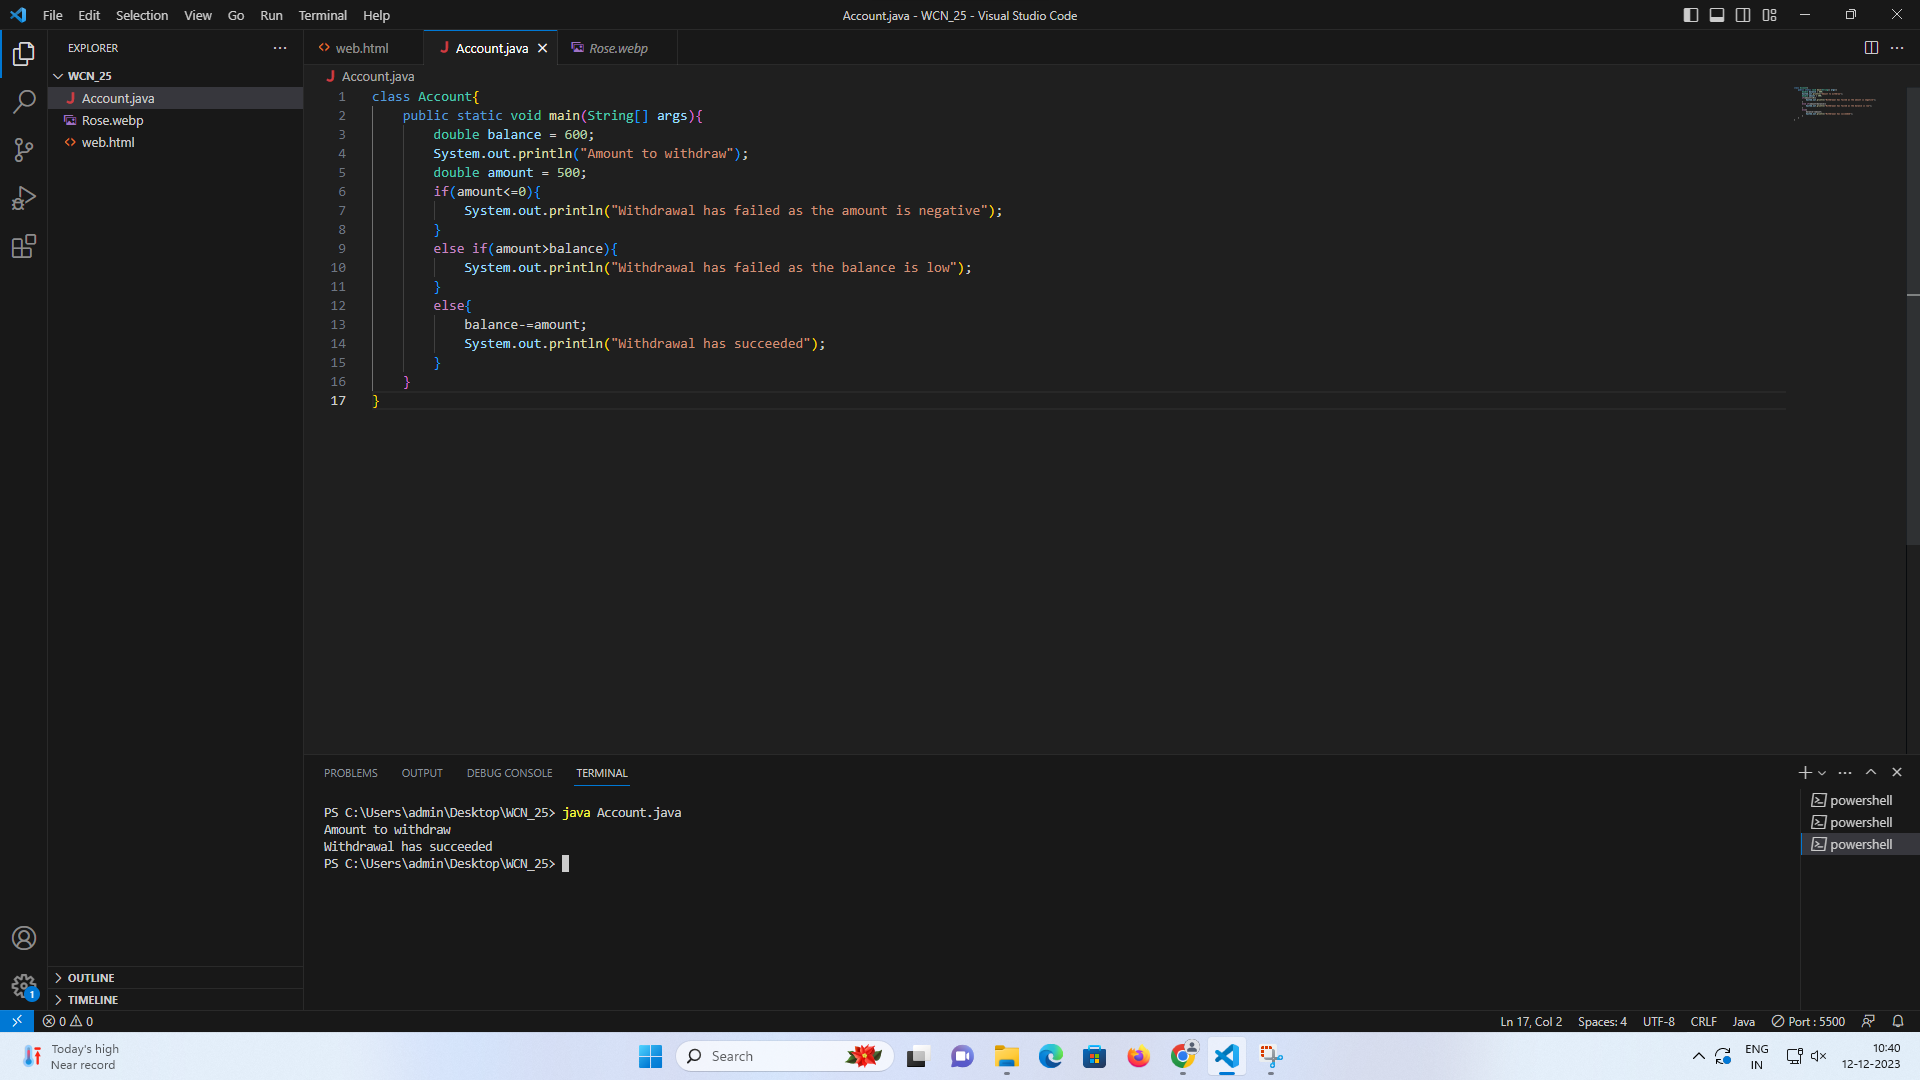 File Edit Selection View Go Run Terminal Help
Account.java - WCN_25 - Visual Studio Code
EXPLORER
WCN_25
Account.java
Rose.webp
web.html
OUTLINE
TIMELINE
web.html
Account.java
Rose.webp
Account.java
1 class Account{
2 public static void main(String[] args){
3 double balance = 600;
4 System.out.println("Amount to withdraw");
5 double amount = 500;
6 if(amount<=0){
7 System.out.println("Withdrawal has failed as the amount is negative");
8 }
9 else if(amount>balance){
10 System.out.println("Withdrawal has failed as the balance is low");
11 }
12 else{
13 balance-=amount;
14 System.out.println("Withdrawal has succeeded");
15 }
16 }
17 }
PROBLEMS OUTPUT DEBUG CONSOLE TERMINAL
PS C:\Users\admin\Desktop\WCN_25> java Account.java
Amount to withdraw
Withdrawal has succeeded
PS C:\Users\admin\Desktop\WCN_25>
powershell
powershell
powershell
1
0 0
Ln 17, Col 2 Spaces: 4 UTF-8 CRLF Java Port : 5500
Today's high
Near record
Search
ENG
IN
10:40
12-12-2023